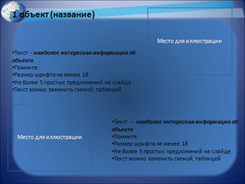 1 объект (название)
Место для иллюстрации
•Текст - наиболее интересная информация об
объекте
•Помните:
•Размер шрифта не менее 18
•Не более 5 простых предложений на слайде
•Текст можно заменить схемой, таблицей
•Текст - - наиболее интересная информация об
объекте
•Помните:
•Размер шрифта не менее 18
•Не более 5 простых предложений на слайде
•Текст можно заменить схемой, таблицей
Место для иллюстрации